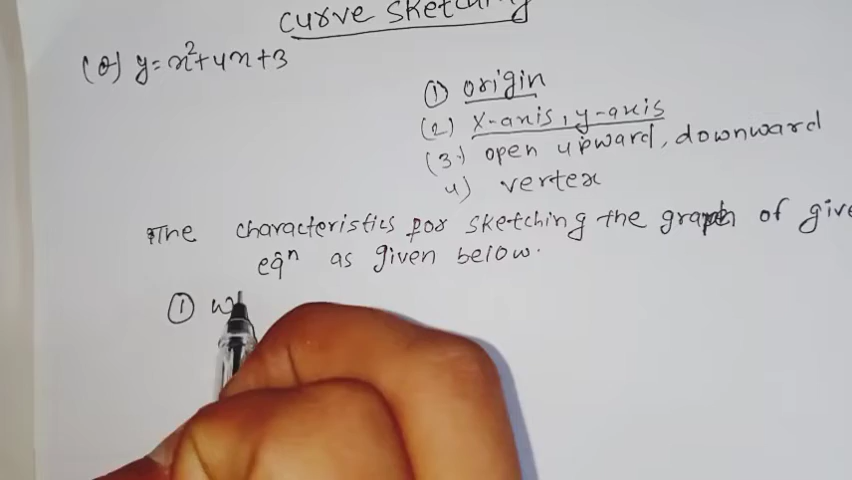 curve sketching
(a) y=x²+4x+3
① origin
(2) x-axis, y-axis
(3.) open upward, downward
4) vertex
The characteristics for sketching the graph of give
eqⁿ as given below.
① w